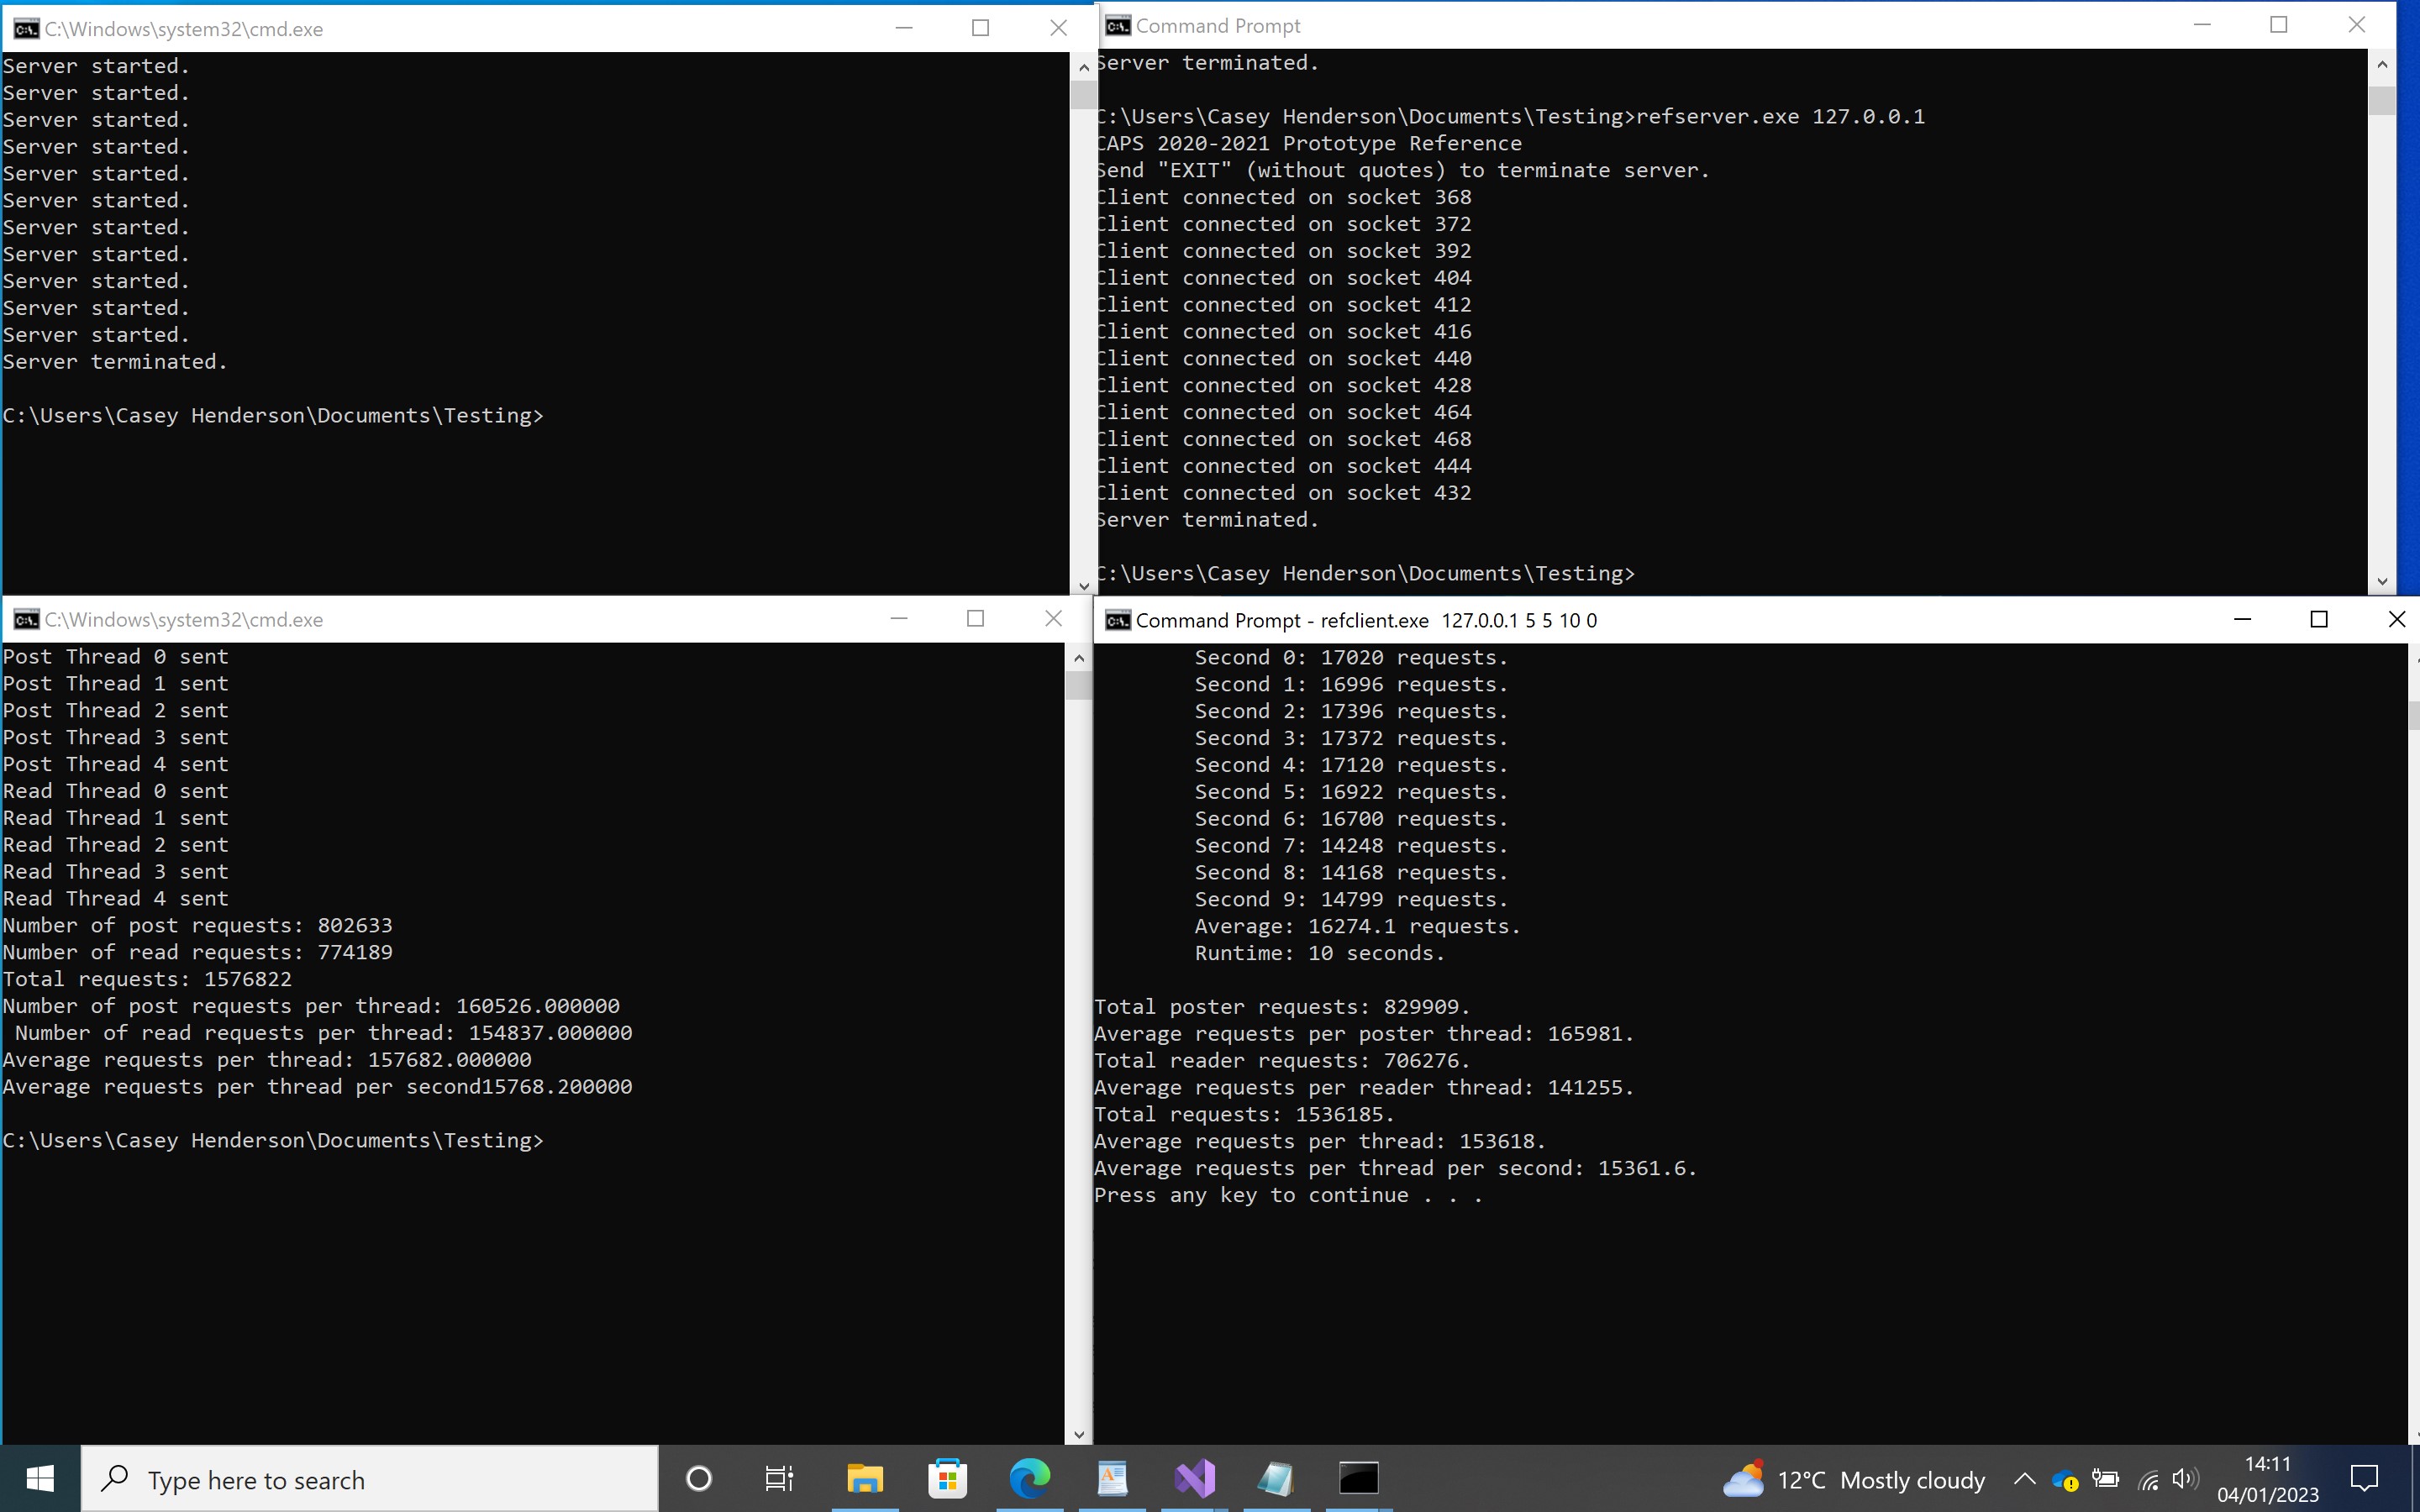 C:\Windows\system32\cmd.exe
Server started.
Server started.
Server started.
Server started.
Server started.
Server started.
Server started.
Server started.
Server started.
Server started.
Server started.
Server terminated.
C:\Users\Casey Henderson\Documents\Testing>
Command Prompt
Server terminated.
C:\Users\Casey Henderson\Documents\Testing>refserver.exe 127.0.0.1
CAPS 2020-2021 Prototype Reference
Send "EXIT" (without quotes) to terminate server.
Client connected on socket 368
Client connected on socket 372
Client connected on socket 392
Client connected on socket 404
Client connected on socket 412
Client connected on socket 416
Client connected on socket 440
Client connected on socket 428
Client connected on socket 464
Client connected on socket 468
Client connected on socket 444
Client connected on socket 432
Server terminated.
C:\Users\Casey Henderson\Documents\Testing>
C:\Windows\system32\cmd.exe
Post Thread 0 sent
Post Thread 1 sent
Post Thread 2 sent
Post Thread 3 sent
Post Thread 4 sent
Read Thread 0 sent
Read Thread 1 sent
Read Thread 2 sent
Read Thread 3 sent
Read Thread 4 sent
Number of post requests: 802633
Number of read requests: 774189
Total requests: 1576822
Number of post requests per thread: 160526.000000
Number of read requests per thread: 154837.000000
Average requests per thread: 157682.000000
Average requests per thread per second15768.200000
C:\Users\Casey Henderson\Documents\Testing>
Command Prompt - refclient.exe 127.0.0.1 5 5 10 0
Second 0: 17020 requests.
Second 1: 16996 requests.
Second 2: 17396 requests.
Second 3: 17372 requests.
Second 4: 17120 requests.
Second 5: 16922 requests.
Second 6: 16700 requests.
Second 7: 14248 requests.
Second 8: 14168 requests.
Second 9: 14799 requests.
Average: 16274.1 requests.
Runtime: 10 seconds.
Total poster requests: 829909.
Average requests per poster thread: 165981.
Total reader requests: 706276.
Average requests per reader thread: 141255.
Total requests: 1536185.
Average requests per thread: 153618.
Average requests per thread per second: 15361.6.
Press any key to continue . . .
Type here to search
12°C Mostly cloudy
14:11
04/01/2023